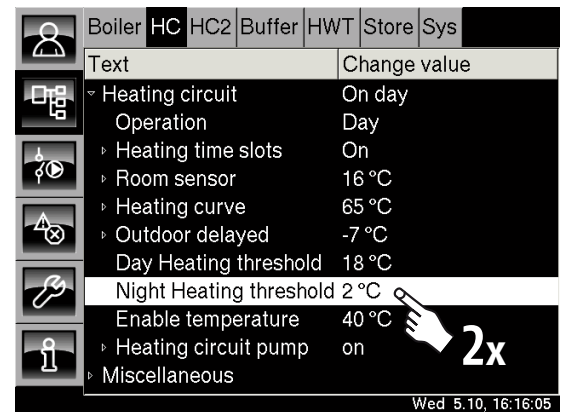 Boiler HC HC2 Buffer HWT Store Sys
Text Change value
Heating circuit On day
Operation Day
Heating time slots On
Room sensor 16 °C
Heating curve 65 °C
Outdoor delayed -7 °C
Day Heating threshold 18 °C
Night Heating threshold 2 °C
Enable temperature 40 °C
Heating circuit pump on
Miscellaneous
2x
Wed 5.10, 16:16:05